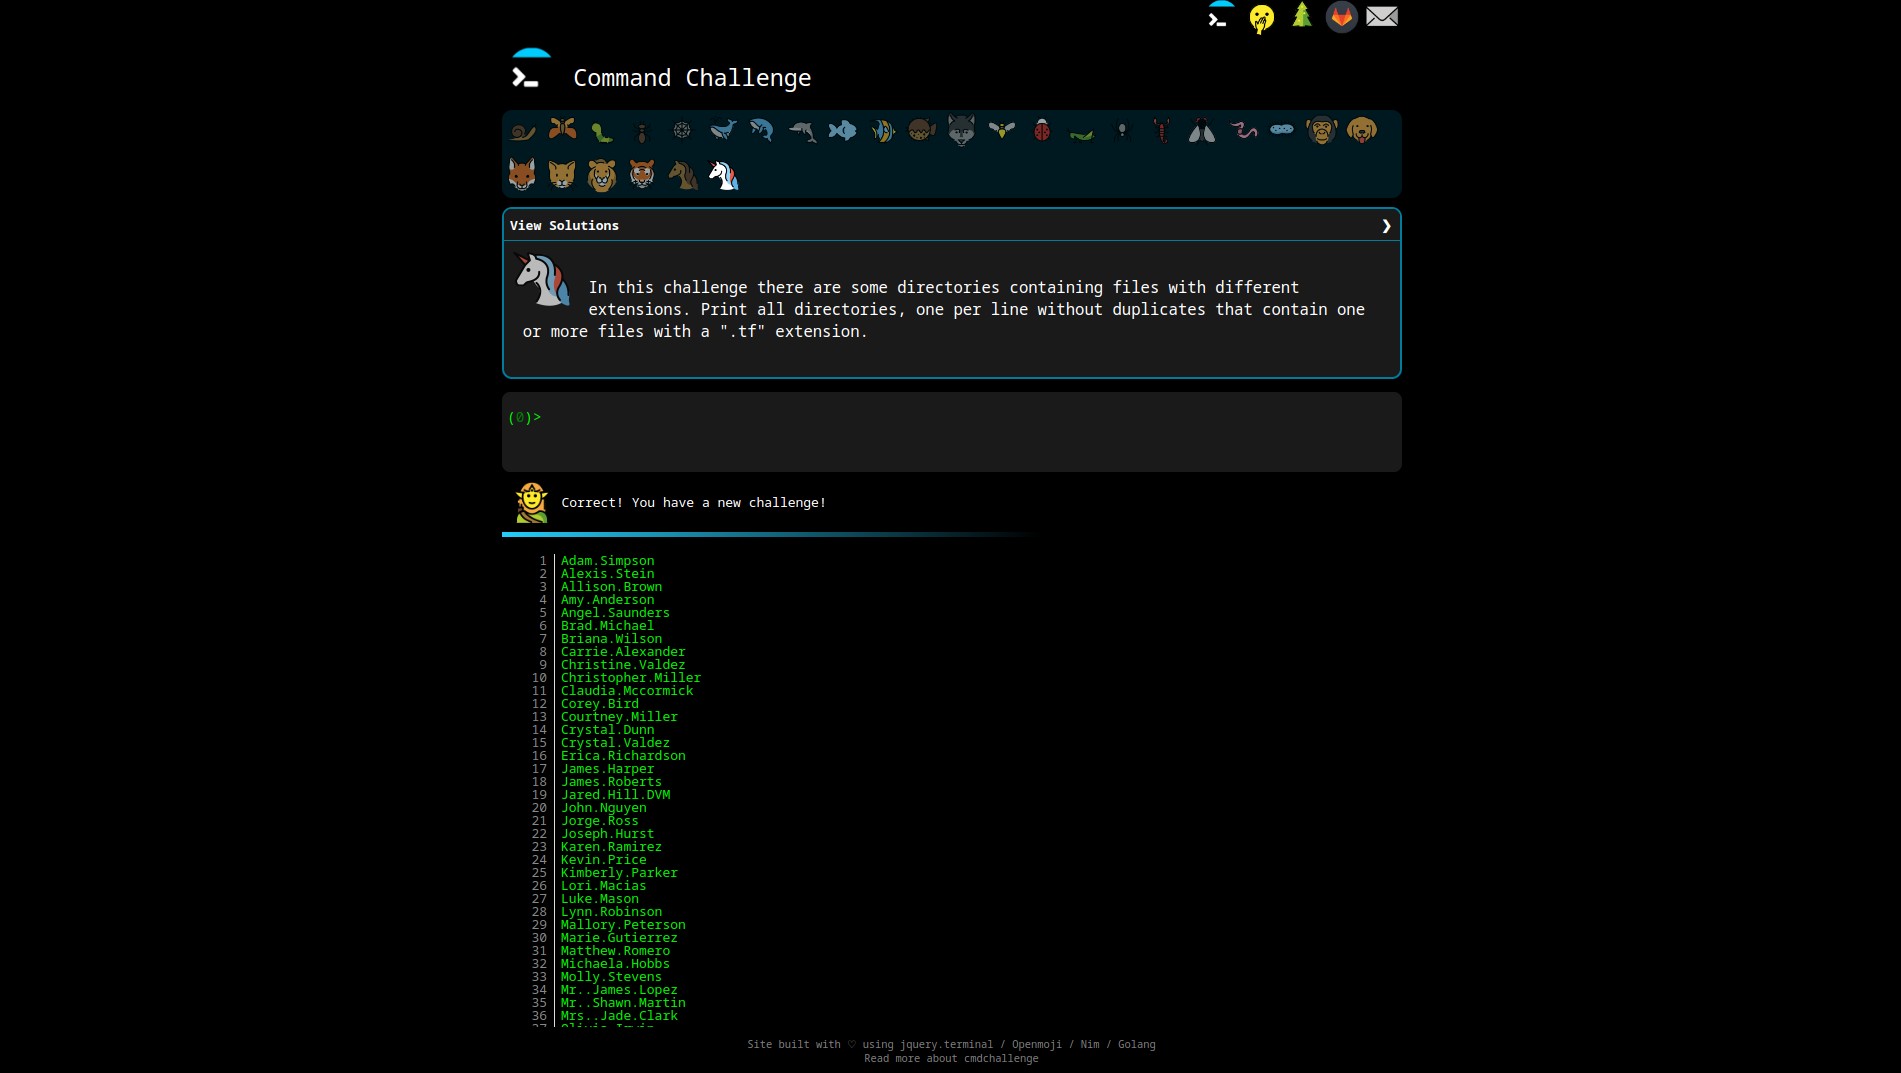 Command Challenge
View Solutions ❯
In this challenge there are some directories containing files with different
extensions. Print all directories, one per line without duplicates that contain one
or more files with a ".tf" extension.
(0)>
Correct! You have a new challenge!
1 Adam.Simpson
2 Alexis.Stein
3 Allison.Brown
4 Amy.Anderson
5 Angel.Saunders
6 Brad.Michael
7 Briana.Wilson
8 Carrie.Alexander
9 Christine.Valdez
10 Christopher.Miller
11 Claudia.Mccormick
12 Corey.Bird
13 Courtney.Miller
14 Crystal.Dunn
15 Crystal.Valdez
16 Erica.Richardson
17 James.Harper
18 James.Roberts
19 Jared.Hill.DVM
20 John.Nguyen
21 Jorge.Ross
22 Joseph.Hurst
23 Karen.Ramirez
24 Kevin.Price
25 Kimberly.Parker
26 Lori.Macias
27 Luke.Mason
28 Lynn.Robinson
29 Mallory.Peterson
30 Marie.Gutierrez
31 Matthew.Romero
32 Michaela.Hobbs
33 Molly.Stevens
34 Mr..James.Lopez
35 Mr..Shawn.Martin
36 Mrs..Jade.Clark
Site built with ♡ using jquery.terminal / Openmoji / Nim / Golang
Read more about cmdchallenge